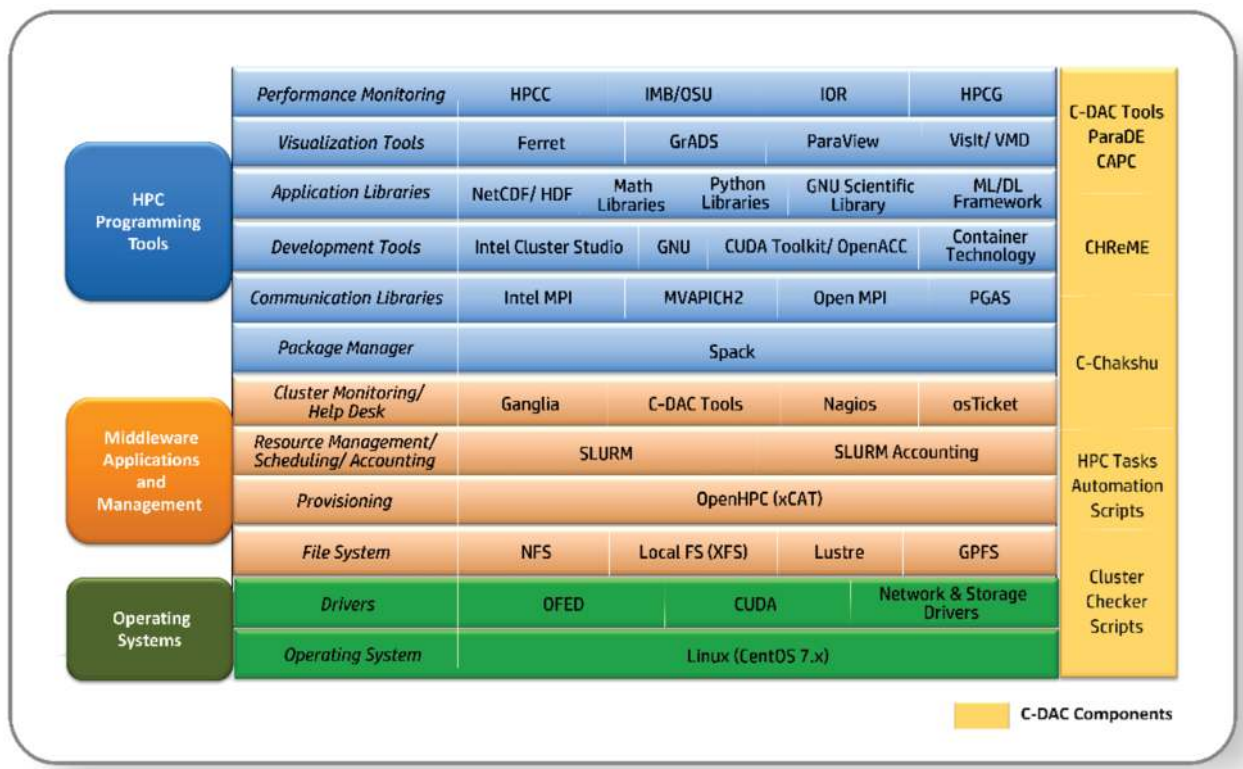 Performance Monitoring HPCC IMB/OSU IOR HPCG
Visualization Tools Ferret GrADS ParaView VisIt/ VMD
Application Libraries NetCDF/ HDF Math Libraries Python Libraries GNU Scientific Library ML/DL Framework
Development Tools Intel Cluster Studio GNU CUDA Toolkit/ OpenACC Container Technology
Communication Libraries Intel MPI MVAPICH2 Open MPI PGAS
Package Manager Spack
HPC
Programming
Tools
Cluster Monitoring/
Help Desk Ganglia C-DAC Tools Nagios osTicket
Resource Management/
Scheduling/ Accounting SLURM SLURM Accounting
Provisioning OpenHPC (xCAT)
File System NFS Local FS (XFS) Lustre GPFS
Middleware
Applications
and
Management
Drivers OFED CUDA Network & Storage Drivers
Operating System Linux (CentOS 7.x)
Operating
Systems
C-DAC Tools
ParaDE
CAPC
CHReME
C-Chakshu
HPC Tasks
Automation
Scripts
Cluster
Checker
Scripts
C-DAC Components